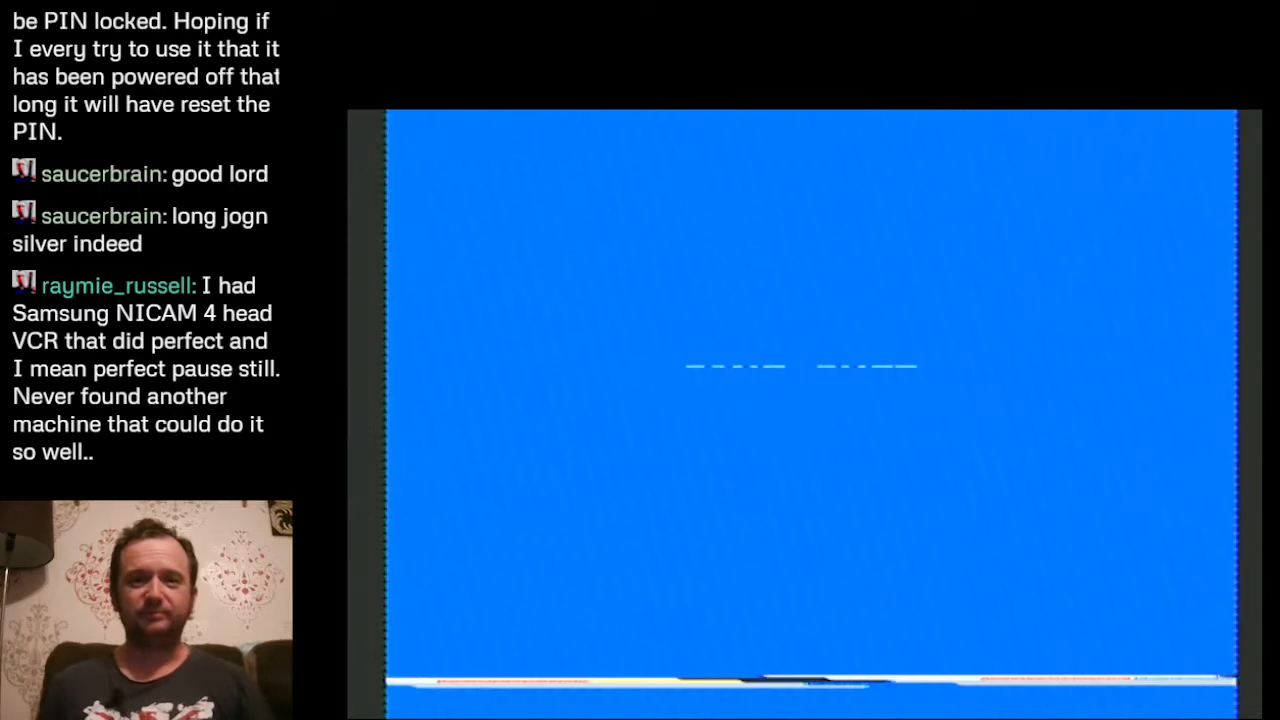 be PIN locked. Hoping if
I every try to use it that it
has been powered off that
long it will have reset the
PIN.
saucerbrain: good lord
saucerbrain: long jogn
silver indeed
raymie_russell: I had
Samsung NICAM 4 head
VCR that did perfect and
I mean perfect pause still.
Never found another
machine that could do it
so well..